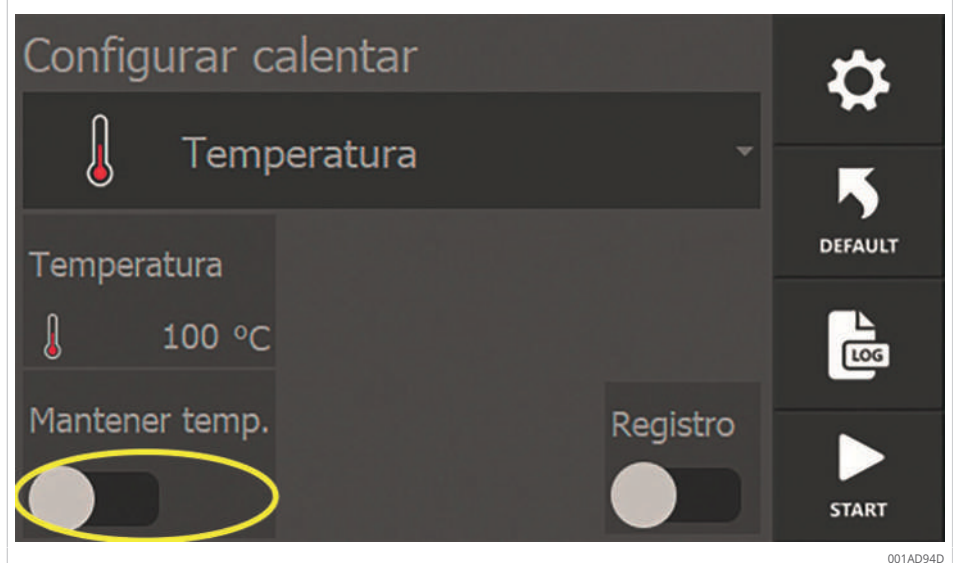 Configurar calentar
Temperatura
Temperatura
100 °C
Mantener temp.
Registro
DEFAULT
LOG
START
001AD94D